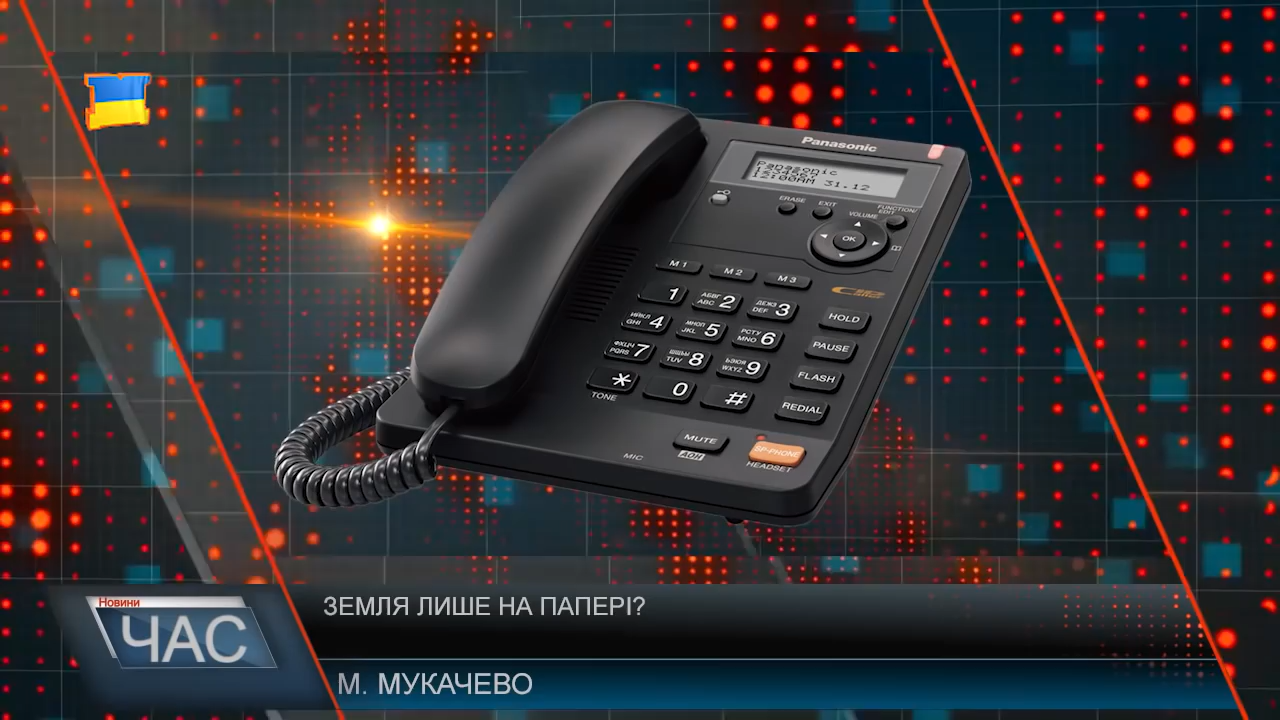 Panasonic
Panasonic
1234567
12:00AM 31.12
ERASE EXIT FUNCTION/
EDIT
VOLUME
OK
M 1 M 2 M 3
1 АБВГ ABC 2 ДЕЖЗ DEF 3
ИЙКЛ GHI 4 МНОП JKL 5 РСТУ MNO 6
ФХЦЧ PQRS 7 ШЩЪЫ TUV 8 ЬЭЮЯ WXYZ 9
* 0 #
TONE
HOLD
PAUSE
FLASH
REDIAL
MUTE
АОН
MIC
SP-PHONE
HEADSET
Новини
ЧАС
ЗЕМЛЯ ЛИШЕ НА ПАПЕРІ?
М. МУКАЧЕВО